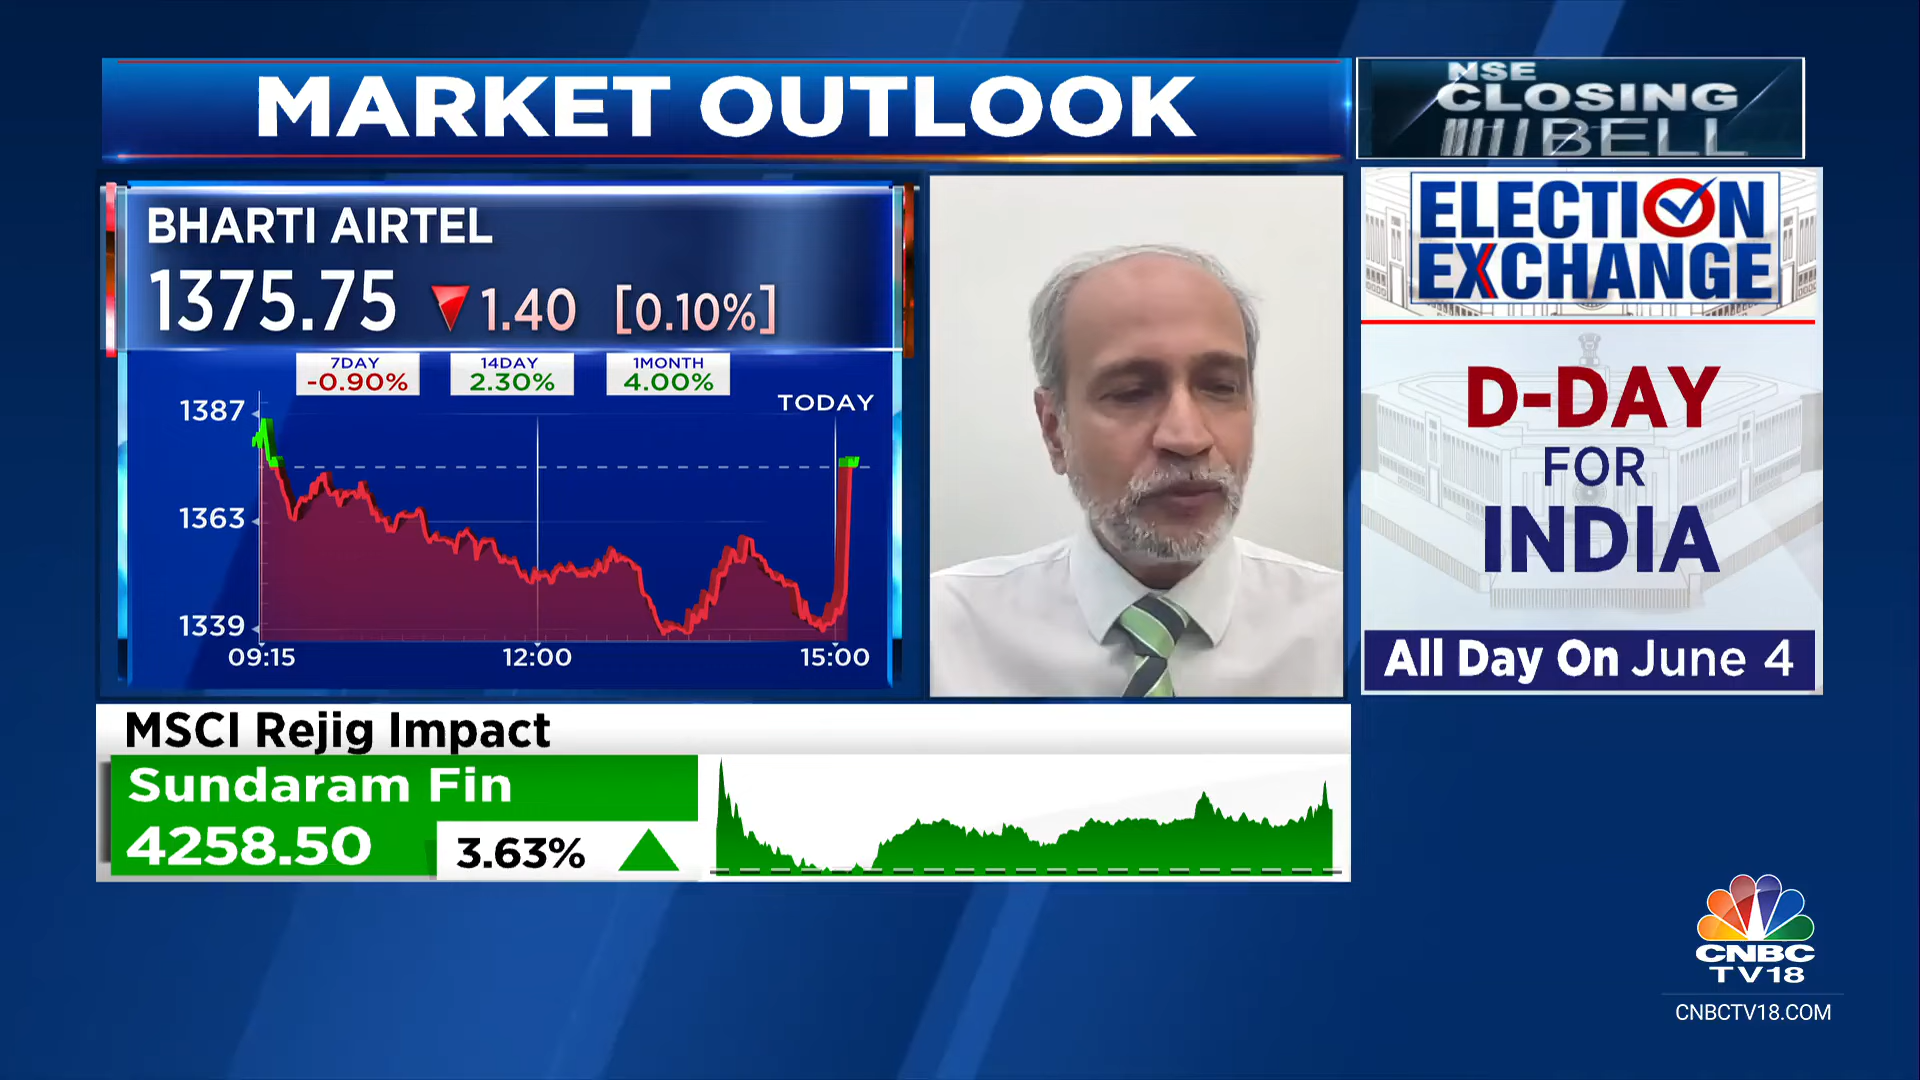 MARKET OUTLOOK
NSE
CLOSING
BELL
BHARTI AIRTEL
1375.75 ▼ 1.40 [0.10%]
7DAY
-0.90%
14DAY
2.30%
1MONTH
4.00%
TODAY
1387
1363
1339
09:15 12:00 15:00
ELECTION
EXCHANGE
D-DAY
FOR
INDIA
All Day On June 4
MSCI Rejig Impact
Sundaram Fin
4258.50 3.63% ▲
CNBC
TV18
CNBCTV18.COM